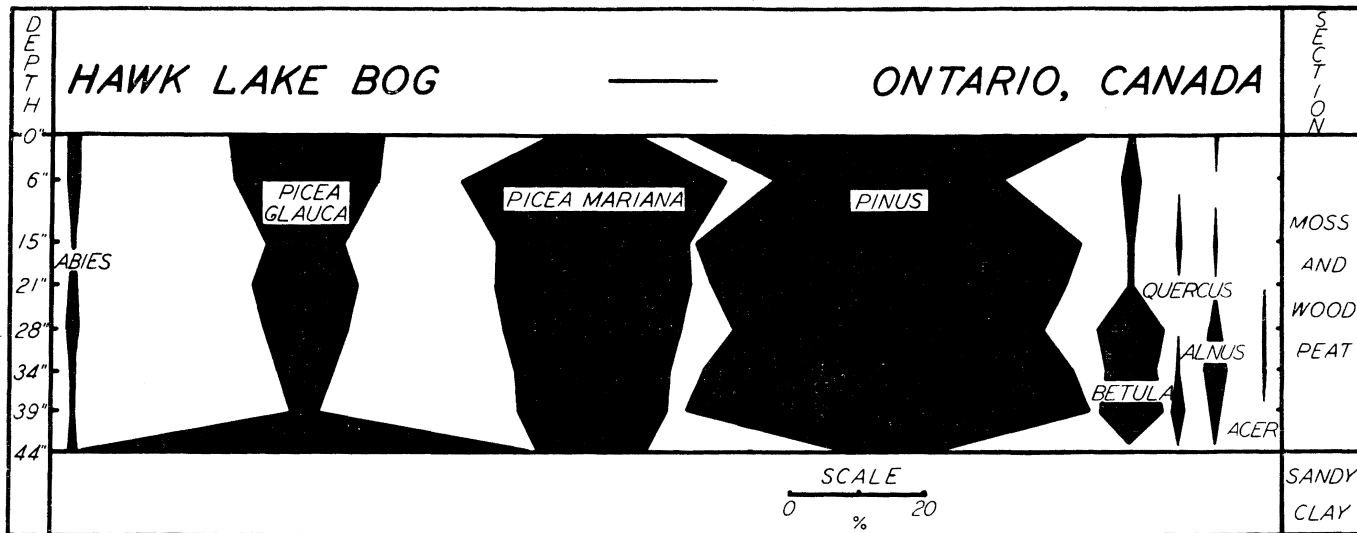 DEPTH
HAWK LAKE BOG — ONTARIO, CANADA
SECTION
0"
6"
15"
21"
28"
34"
39"
44"
ABIES
PICEA
GLAUCA
PICEA MARIANA
PINUS
BETULA
QUERCUS
ALNUS
ACER
MOSS
AND
WOOD
PEAT
SANDY
CLAY
SCALE
0 20
%